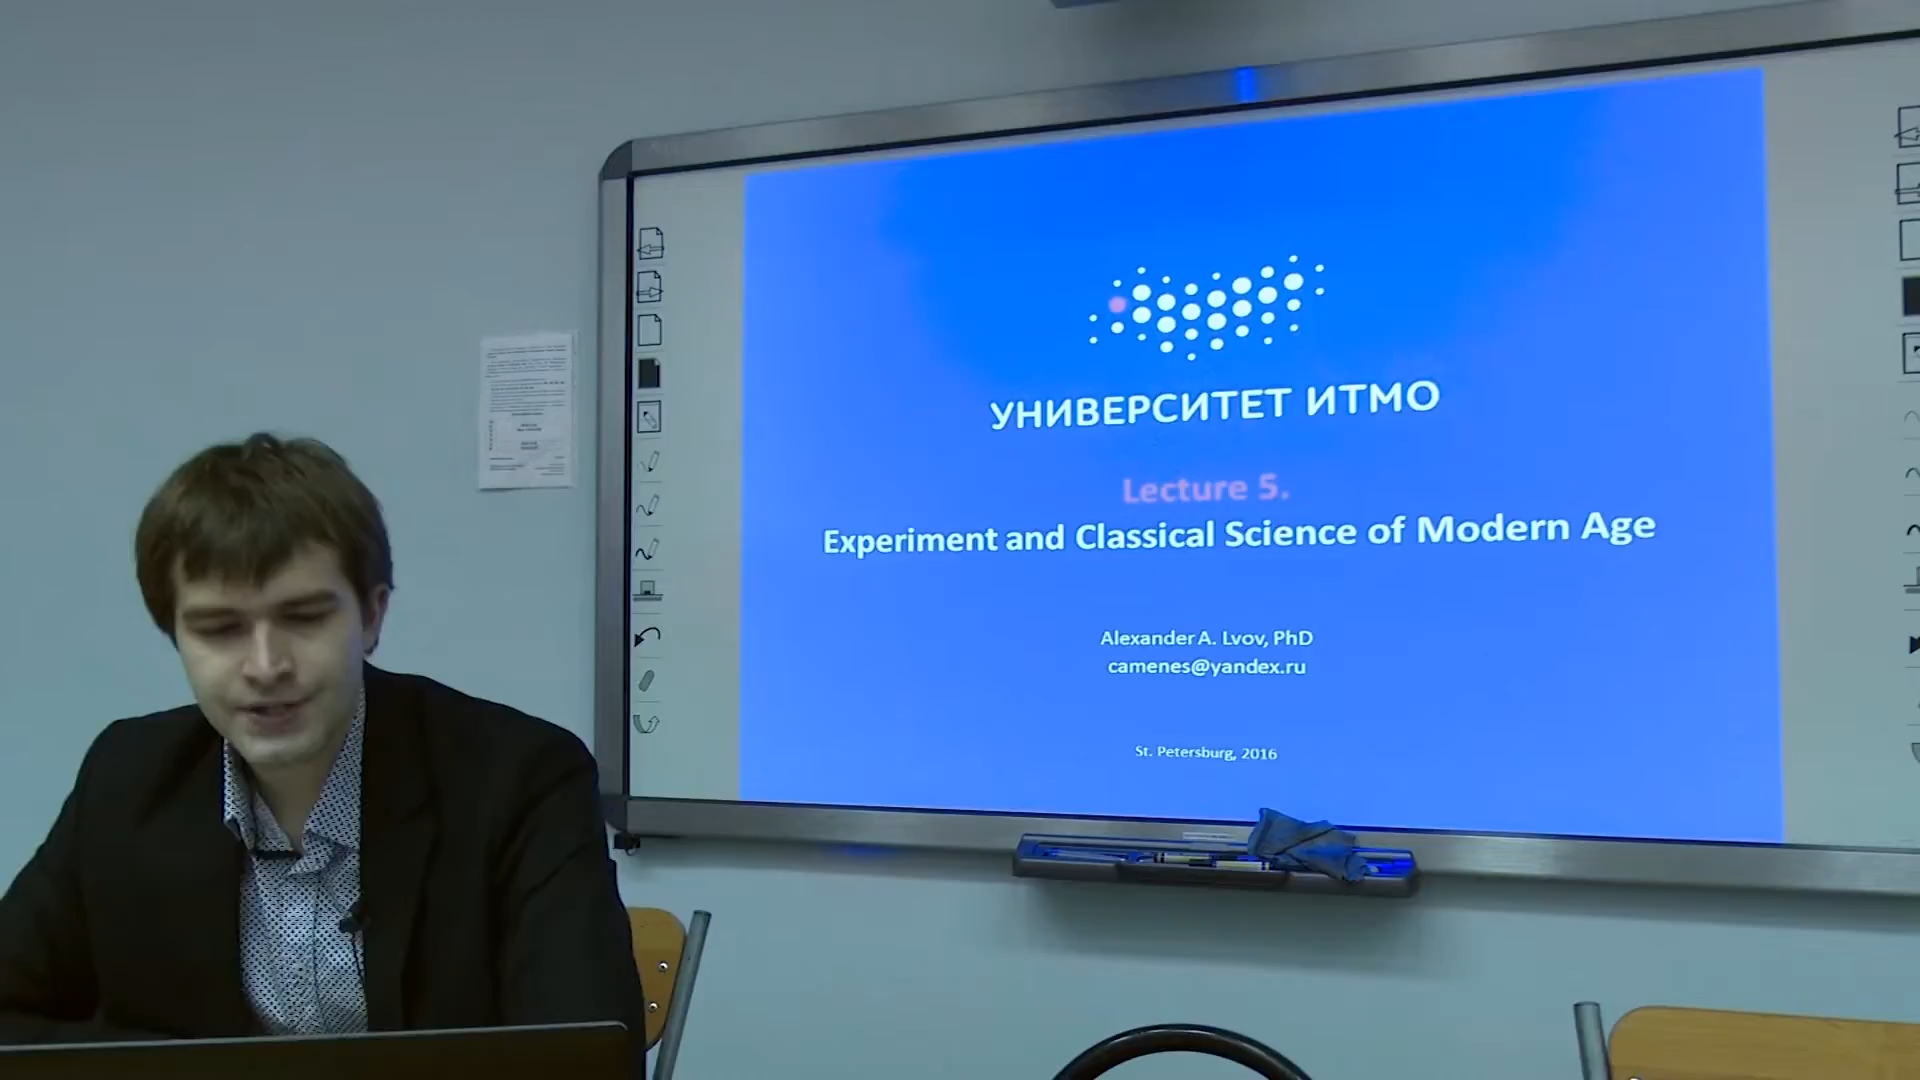 УНИВЕРСИТЕТ ИТМО
Lecture 5.
Experiment and Classical Science of Modern Age
Alexander A. Lvov, PhD
camenes@yandex.ru
St. Petersburg, 2016